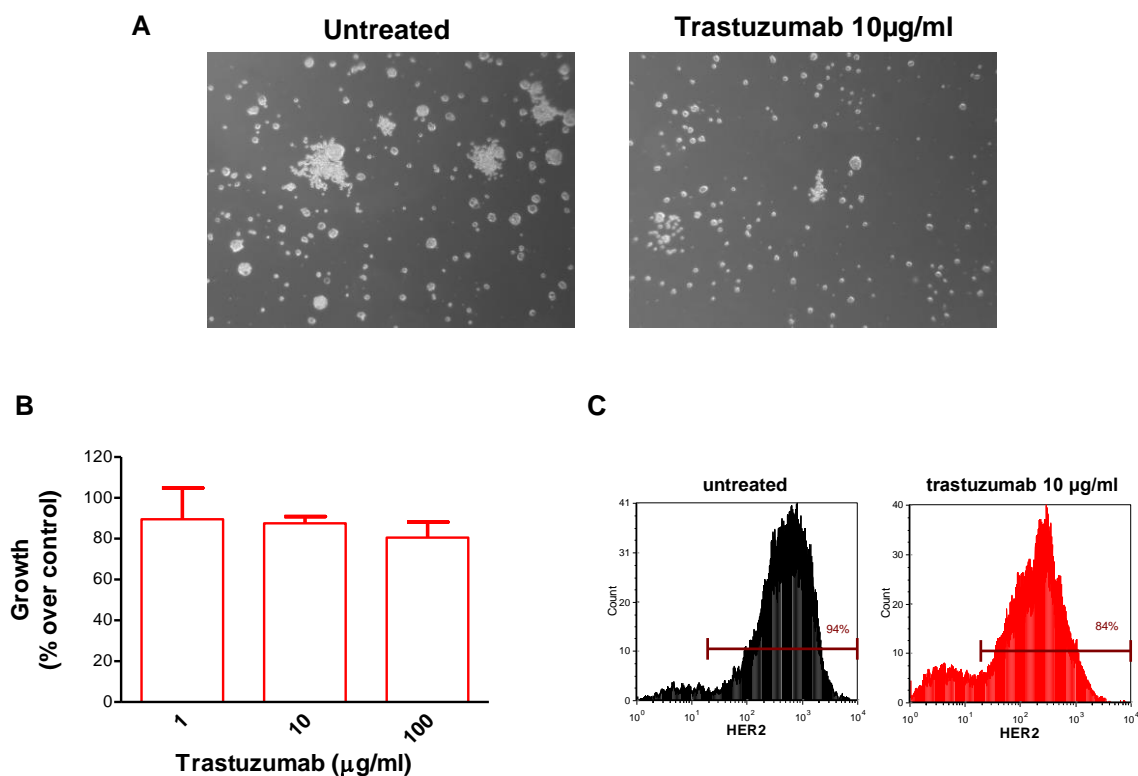 A
Untreated
Trastuzumab 10µg/ml
B
120
100
80
60
40
20
0
Growth
(% over control)
1
10
100
Trastuzumab (µg/ml)
C
untreated
41
31
20
10
0
Count
94%
10⁰ 10¹ 10² 10³ 10⁴
HER2
trastuzumab 10 µg/ml
40
30
20
10
0
Count
84%
10⁰ 10¹ 10² 10³ 10⁴
HER2